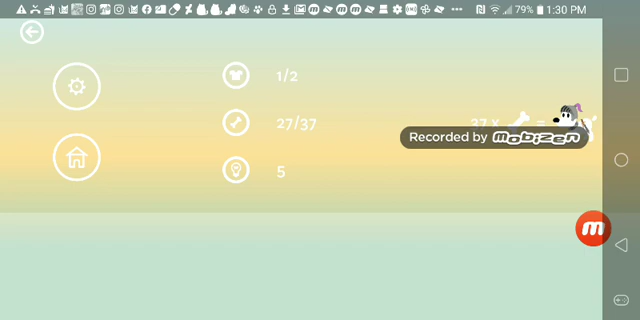 79% 1:30 PM
1/2
27/37
37 x =
Recorded by mobizen
5
m